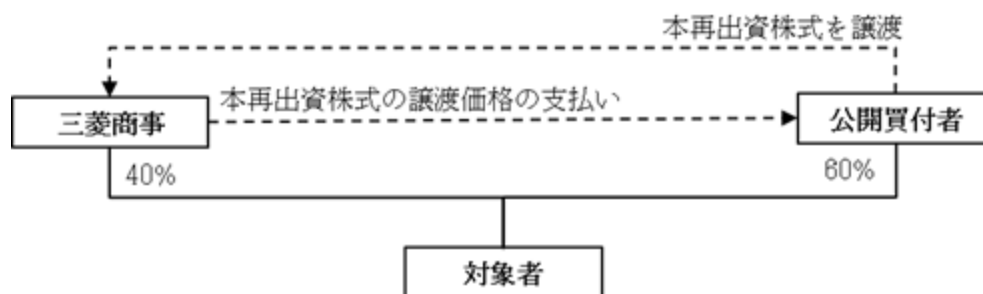 本再出資株式を譲渡
本再出資株式の譲渡価格の支払い
三菱商事
公開買付者
40%
60%
対象者